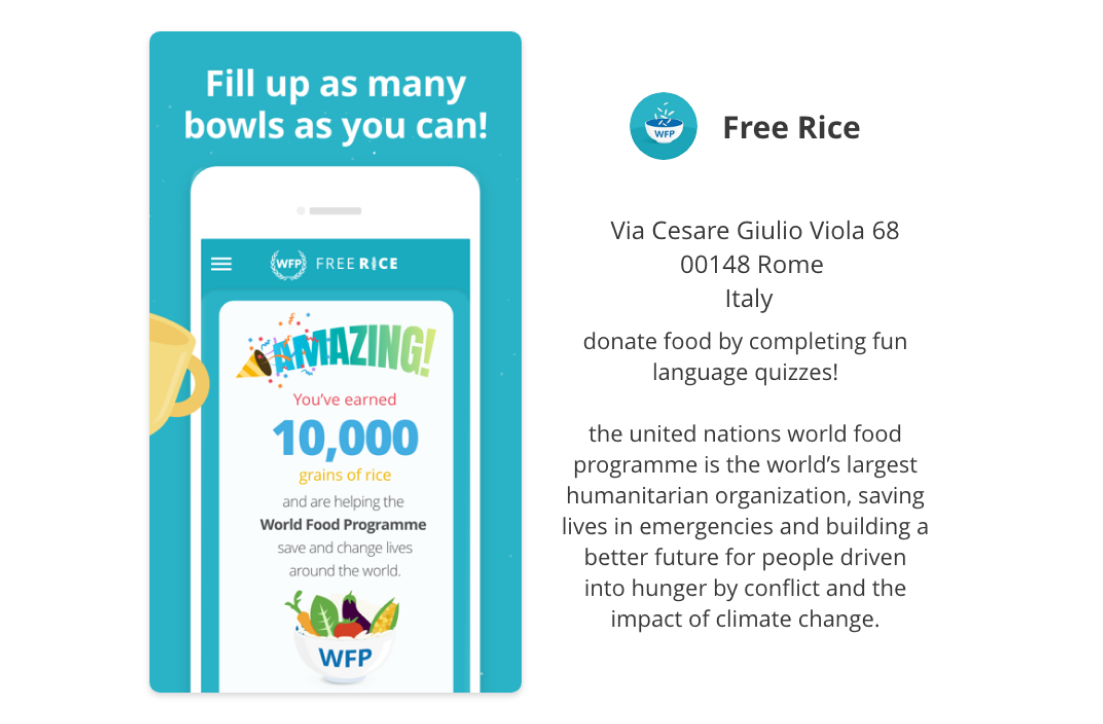 Fill up as many
bowls as you can!
WFP
FREE RICE
AMAZING!
You've earned
10,000
grains of rice
and are helping the
World Food Programme
save and change lives
around the world.
WFP
WFP
Free Rice
Via Cesare Giulio Viola 68
00148 Rome
Italy
donate food by completing fun
language quizzes!
the united nations world food
programme is the world's largest
humanitarian organization, saving
lives in emergencies and building a
better future for people driven
into hunger by conflict and the
impact of climate change.